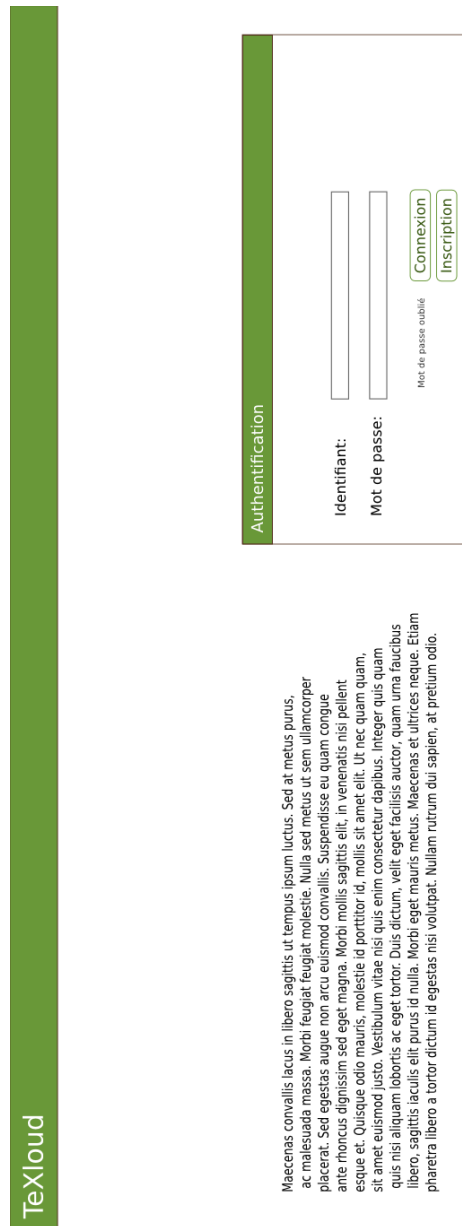 TeXloud
Maecenas convallis lacus in libero sagittis ut tempus ipsum luctus. Sed at metus purus,
ac malesuada massa. Morbi feugiat feugiat molestie. Nulla sed metus ut sem ullamcorper
placerat. Sed egestas augue non arcu euismod convallis. Suspendisse eu quam congue
ante rhoncus dignissim sed eget magna. Morbi mollis sagittis elit, in venenatis nisi pellent
esque et. Quisque odio mauris, molestie id porttitor id, mollis sit amet elit. Ut nec quam quam,
sit amet euismod justo. Vestibulum vitae nisi quis enim consectetur dapibus. Integer quis quam
quis nisi aliquam lobortis ac eget tortor. Duis dictum, velit eget facilisis auctor, quam urna faucibus
libero, sagittis iaculis elit purus id nulla. Morbi eget mauris metus. Maecenas et ultrices neque. Etiam
pharetra libero a tortor dictum id egestas nisi volutpat. Nullam rutrum dui sapien, at pretium odio.
Authentification
Identifiant:
Mot de passe:
Mot de passe oublié
Connexion
Inscription